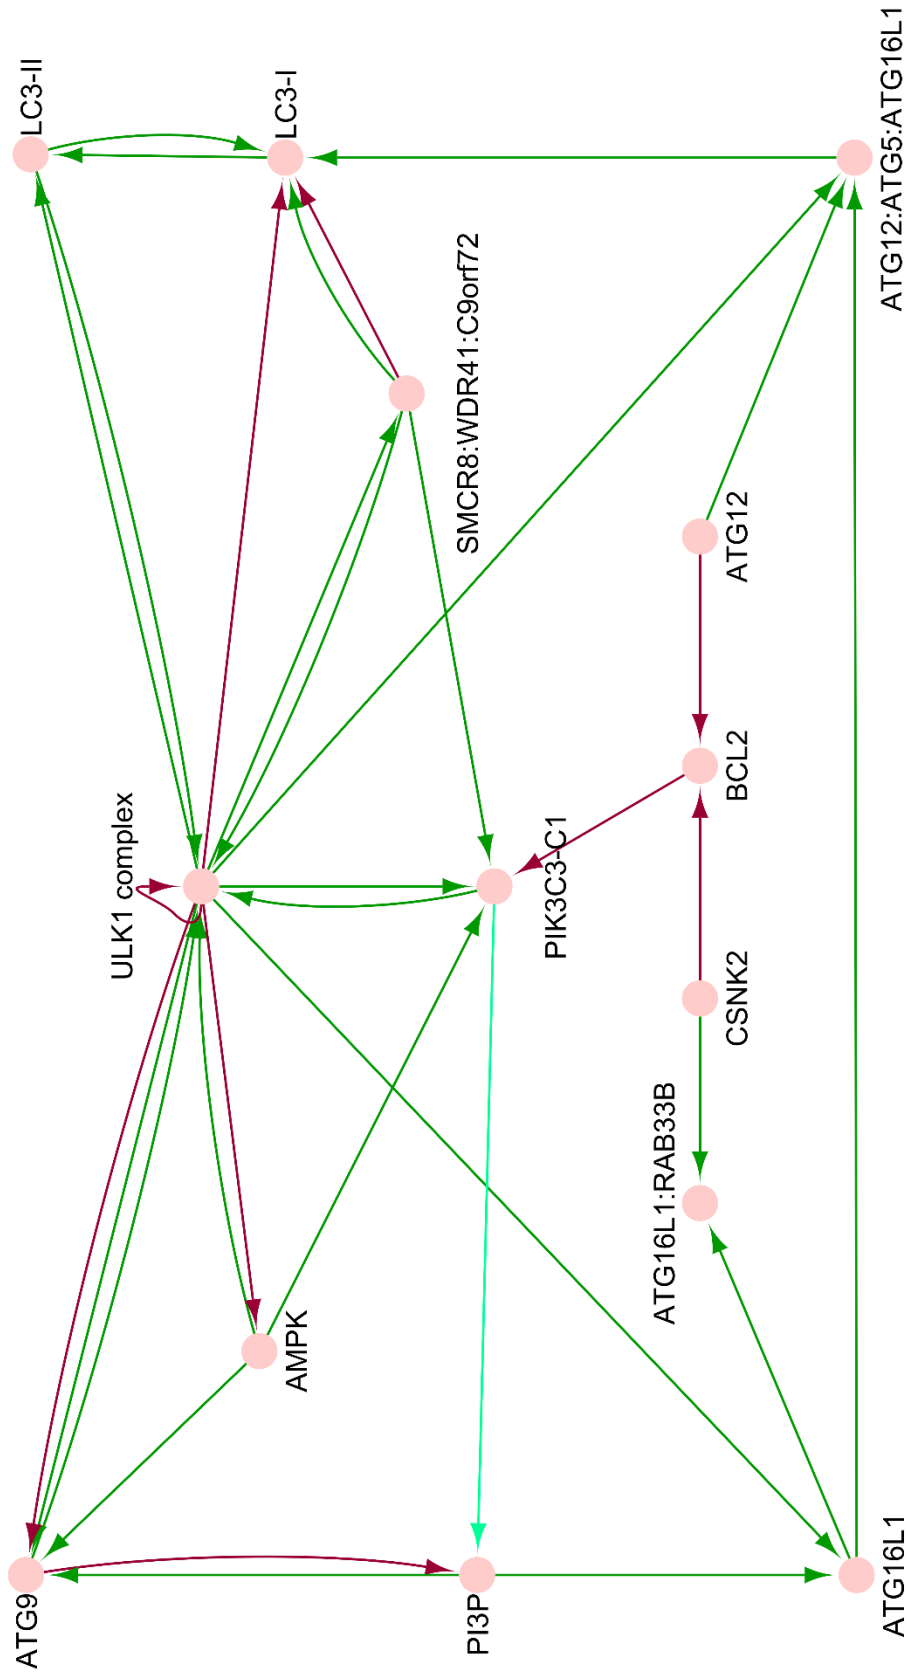 ATG9
PI3P
ATG16L1
AMPK
ATG16L1:RAB33B
CSNK2
ULK1 complex
PIK3C3-C1
BCL2
ATG12
SMCR8:WDR41:C9orf72
LC3-II
LC3-I
ATG12:ATG5:ATG16L1